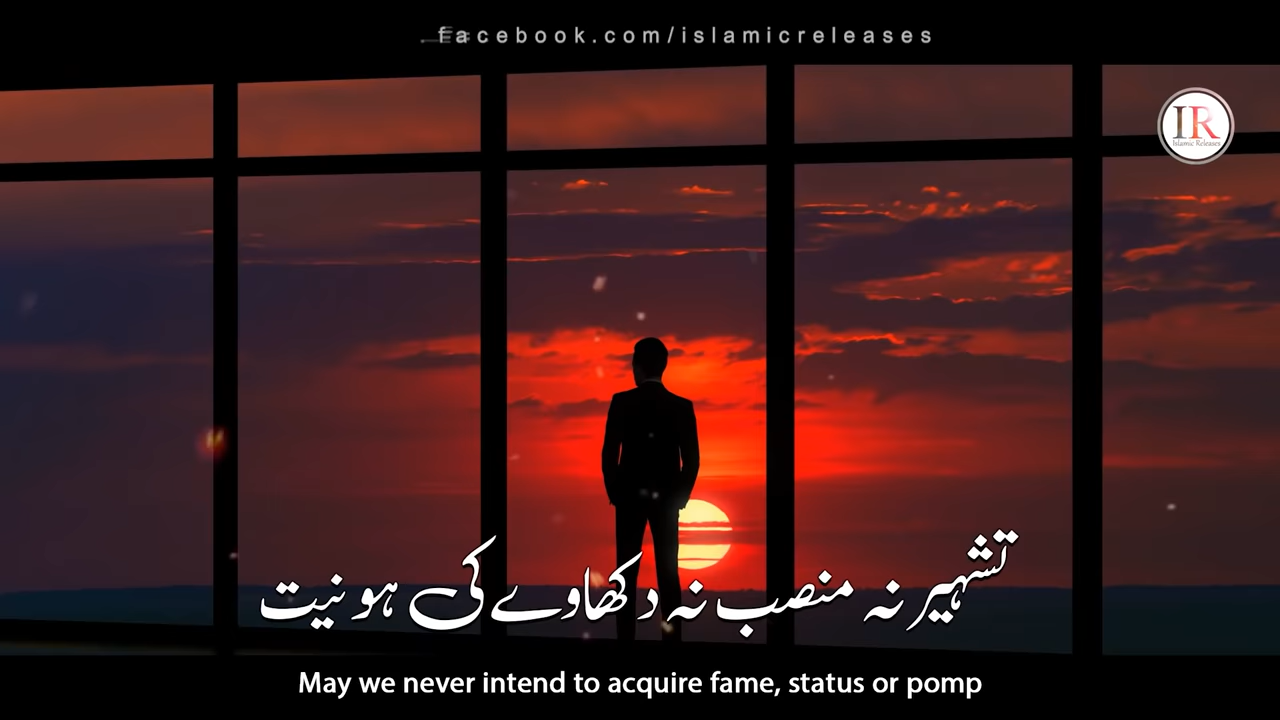 facebook.com/islamicreleases
IR
Islamic Releases
تشہیر نہ منصب نہ دکھاوے کی ہو نیت
May we never intend to acquire fame, status or pomp